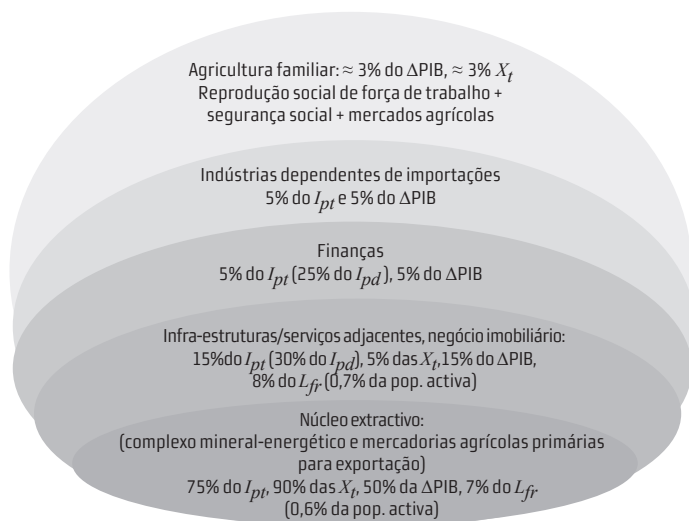 Agricultura familiar: ≈ 3% do ΔPIB, ≈ 3% Xt
Reprodução social de força de trabalho +
segurança social + mercados agrícolas
Indústrias dependentes de importações
5% do Ipt e 5% do ΔPIB
Finanças
5% do Ipt (25% do Ipd), 5% do ΔPIB
Infra-estruturas/serviços adjacentes, negócio imobiliário:
15%do Ipt (30% do Ipd), 5% das Xt, 15% do ΔPIB,
8% do Lfr (0,7% da pop. activa)
Núcleo extractivo:
(complexo mineral-energético e mercadorias agrícolas primárias
para exportação)
75% do Ipt, 90% das Xt, 50% da ΔPIB, 7% do Lfr
(0,6% da pop. activa)